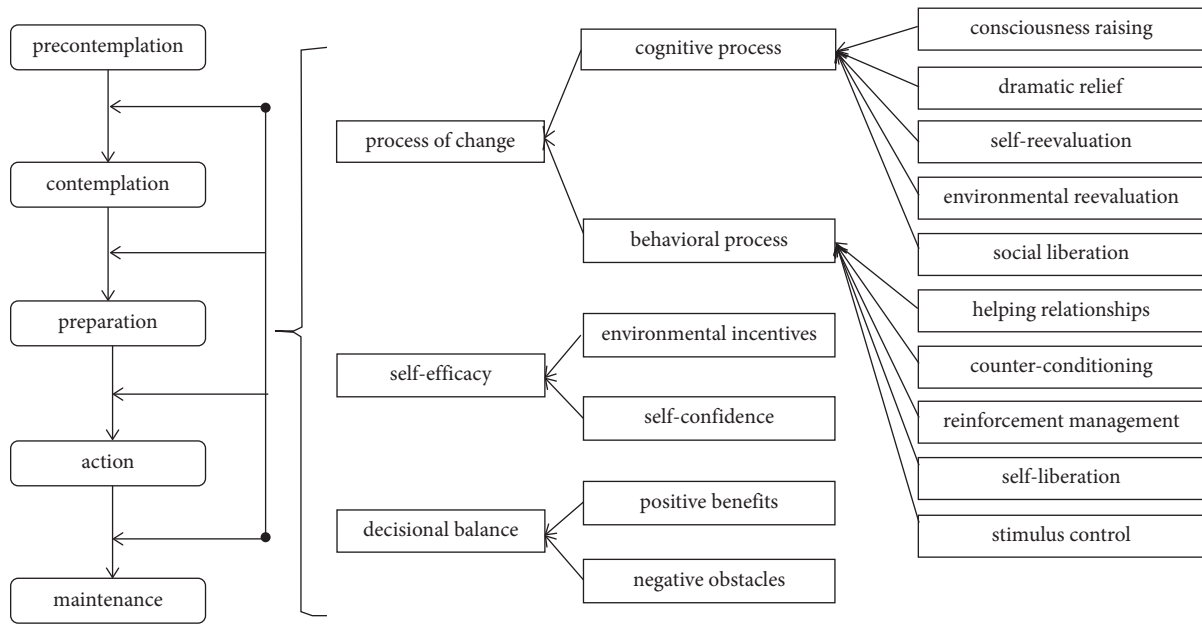 precontemplation
contemplation
preparation
action
maintenance
process of change
self-efficacy
decisional balance
cognitive process
behavioral process
environmental incentives
self-confidence
positive benefits
negative obstacles
consciousness raising
dramatic relief
self-reevaluation
environmental reevaluation
social liberation
helping relationships
counter-conditioning
reinforcement management
self-liberation
stimulus control